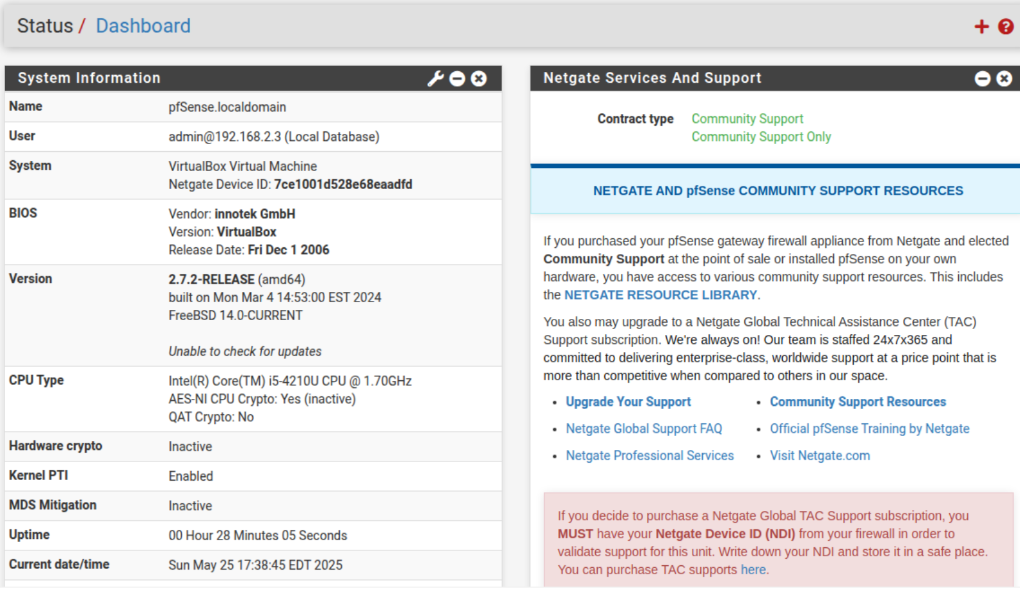 Status / Dashboard
System Information
Name pfSense.localdomain
User admin@192.168.2.3 (Local Database)
System VirtualBox Virtual Machine
Netgate Device ID: 7ce1001d528e68eaadfd
BIOS Vendor: innotek GmbH
Version: VirtualBox
Release Date: Fri Dec 1 2006
Version 2.7.2-RELEASE (amd64)
built on Mon Mar 4 14:53:00 EST 2024
FreeBSD 14.0-CURRENT
Unable to check for updates
CPU Type Intel(R) Core(TM) i5-4210U CPU @ 1.70GHz
AES-NI CPU Crypto: Yes (inactive)
QAT Crypto: No
Hardware crypto Inactive
Kernel PTI Enabled
MDS Mitigation Inactive
Uptime 00 Hour 28 Minutes 05 Seconds
Current date/time Sun May 25 17:38:45 EDT 2025
Netgate Services And Support
Contract type Community Support
Community Support Only
NETGATE AND pfSense COMMUNITY SUPPORT RESOURCES
If you purchased your pfSense gateway firewall appliance from Netgate and elected
Community Support at the point of sale or installed pfSense on your own
hardware, you have access to various community support resources. This includes
the NETGATE RESOURCE LIBRARY.
You also may upgrade to a Netgate Global Technical Assistance Center (TAC)
Support subscription. We're always on! Our team is staffed 24x7x365 and
committed to delivering enterprise-class, worldwide support at a price point that is
more than competitive when compared to others in our space.
• Upgrade Your Support • Community Support Resources
• Netgate Global Support FAQ • Official pfSense Training by Netgate
• Netgate Professional Services • Visit Netgate.com
If you decide to purchase a Netgate Global TAC Support subscription, you
MUST have your Netgate Device ID (NDI) from your firewall in order to
validate support for this unit. Write down your NDI and store it in a safe place.
You can purchase TAC supports here.